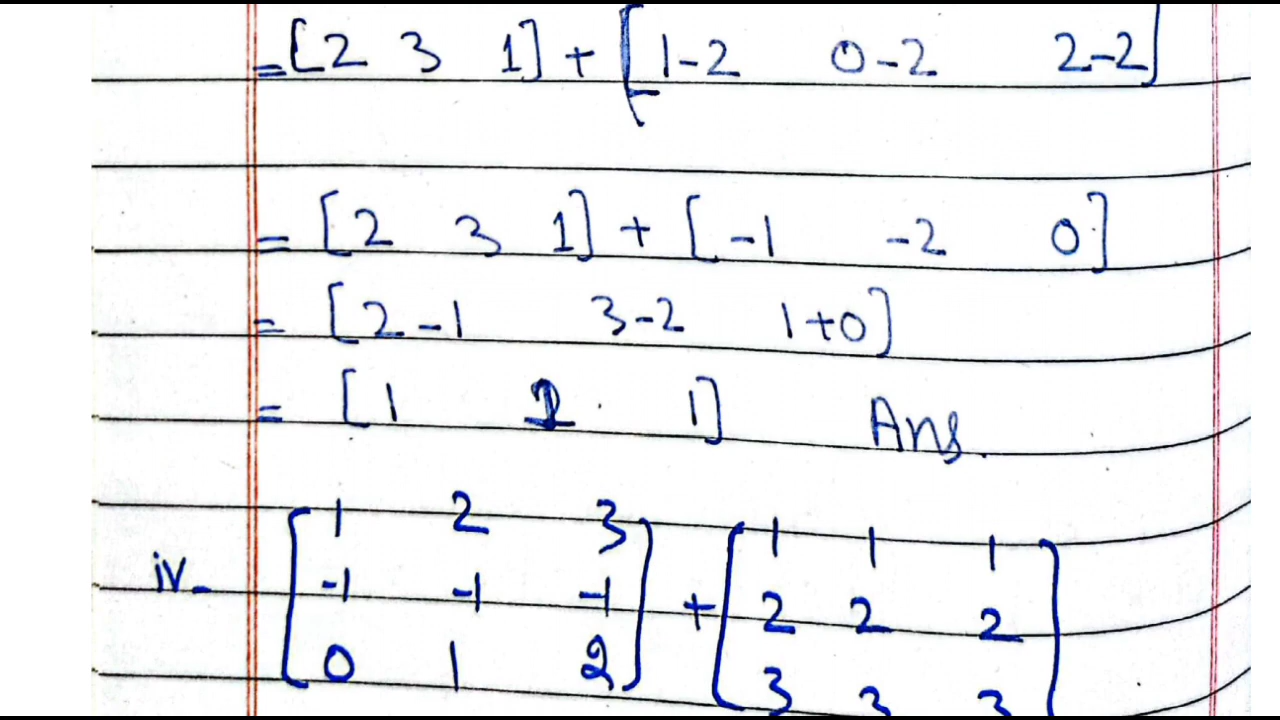 =[2 3 1] + [1-2 0-2 2-2]
= [2 3 1] + [-1 -2 0]
= [2-1 3-2 1+0]
= [1 1 1] Ans.
[1 2 3] [1 1 1]
iv- [-1 -1 -1] + [2 2 2]
[0 1 2] [3 3 3]